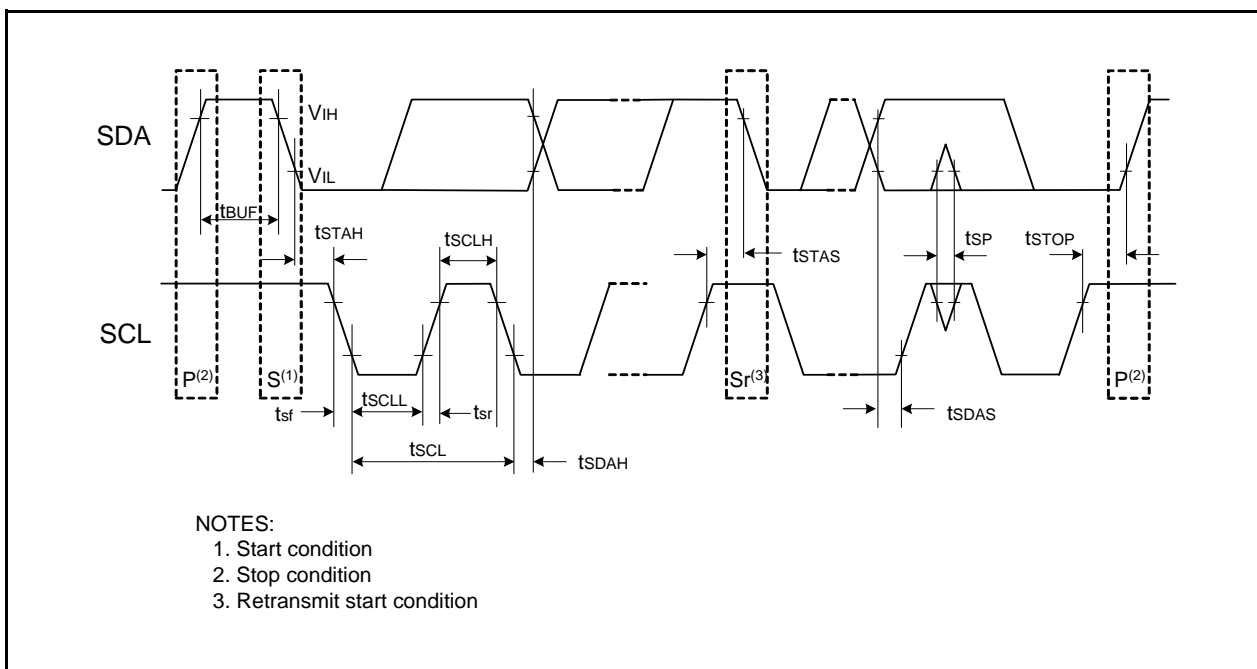 SDA
VIH
VIL
tBUF
tSTAH
tSCLH
tSTAS
tSP
tSTOP
SCL
P(2)
S(1)
Sr(3)
P(2)
tsf
tSCLL
tsr
tSDAS
tSCL
tSDAH
NOTES:
1. Start condition
2. Stop condition
3. Retransmit start condition